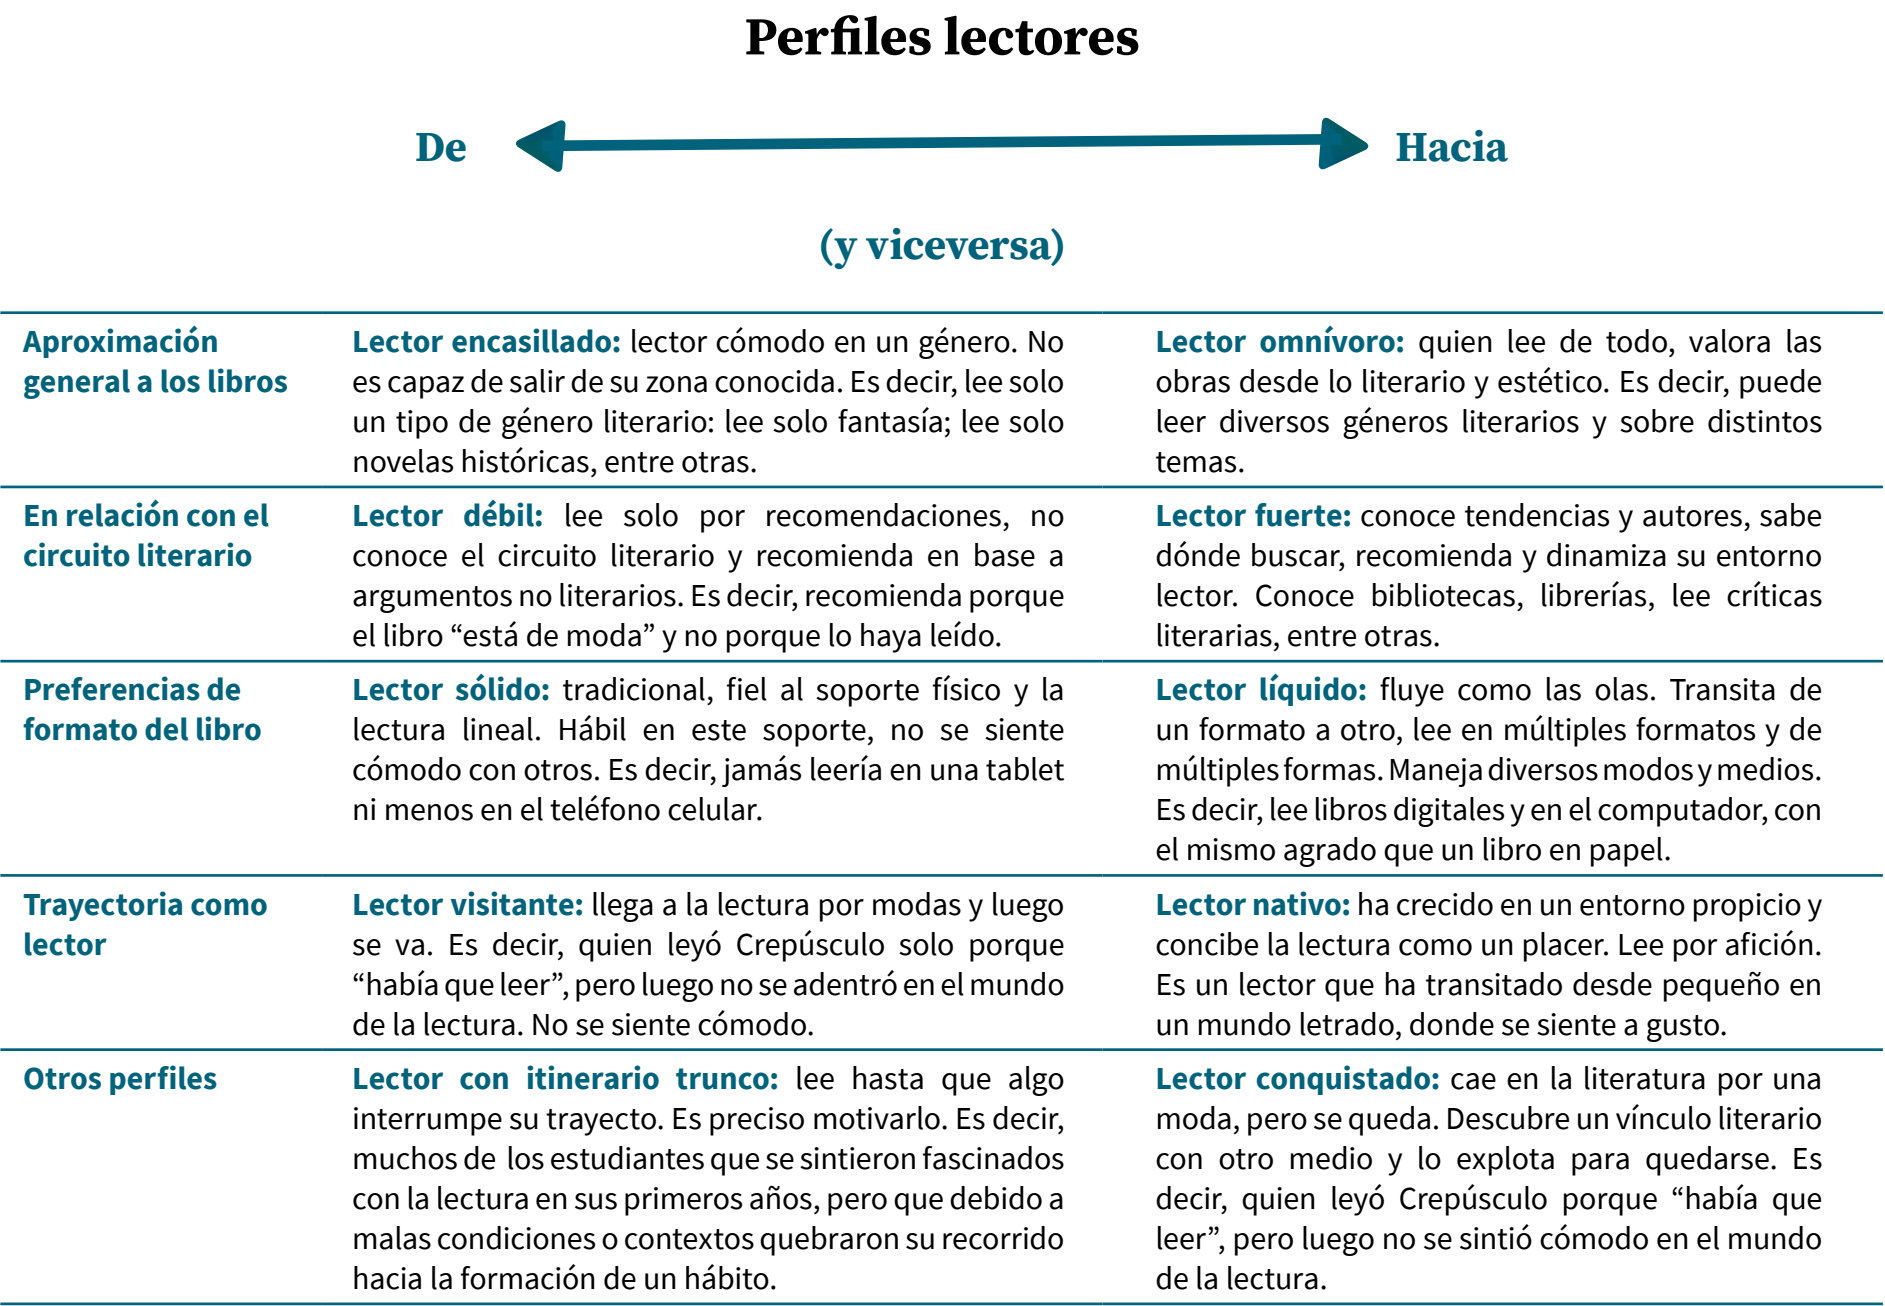 Perfiles lectores
De
Hacia
(y viceversa)
Aproximación
general a los libros
Lector encasillado: lector cómodo en un género. No
es capaz de salir de su zona conocida. Es decir, lee solo
un tipo de género literario: lee solo fantasía; lee solo
novelas históricas, entre otras.
Lector omnívoro: quien lee de todo, valora las
obras desde lo literario y estético. Es decir, puede
leer diversos géneros literarios y sobre distintos
temas.
En relación con el
circuito literario
Lector débil: lee solo por recomendaciones, no
conoce el circuito literario y recomienda en base a
argumentos no literarios. Es decir, recomienda porque
el libro “está de moda” y no porque lo haya leído.
Lector fuerte: conoce tendencias y autores, sabe
dónde buscar, recomienda y dinamiza su entorno
lector. Conoce bibliotecas, librerías, lee críticas
literarias, entre otras.
Preferencias de
formato del libro
Lector sólido: tradicional, fiel al soporte físico y la
lectura lineal. Hábil en este soporte, no se siente
cómodo con otros. Es decir, jamás leería en una tablet
ni menos en el teléfono celular.
Lector líquido: fluye como las olas. Transita de
un formato a otro, lee en múltiples formatos y de
múltiples formas. Maneja diversos modos y medios.
Es decir, lee libros digitales y en el computador, con
el mismo agrado que un libro en papel.
Trayectoria como
lector
Lector visitante: llega a la lectura por modas y luego
se va. Es decir, quien leyó Crepúsculo solo porque
“había que leer”, pero luego no se adentró en el mundo
de la lectura. No se siente cómodo.
Lector nativo: ha crecido en un entorno propicio y
concibe la lectura como un placer. Lee por afición.
Es un lector que ha transitado desde pequeño en
un mundo letrado, donde se siente a gusto.
Otros perfiles
Lector con itinerario trunco: lee hasta que algo
interrumpe su trayecto. Es preciso motivarlo. Es decir,
muchos de los estudiantes que se sintieron fascinados
con la lectura en sus primeros años, pero que debido a
malas condiciones o contextos quebraron su recorrido
hacia la formación de un hábito.
Lector conquistado: cae en la literatura por una
moda, pero se queda. Descubre un vínculo literario
con otro medio y lo explota para quedarse. Es
decir, quien leyó Crepúsculo porque “había que
leer”, pero luego no se sintió cómodo en el mundo
de la lectura.